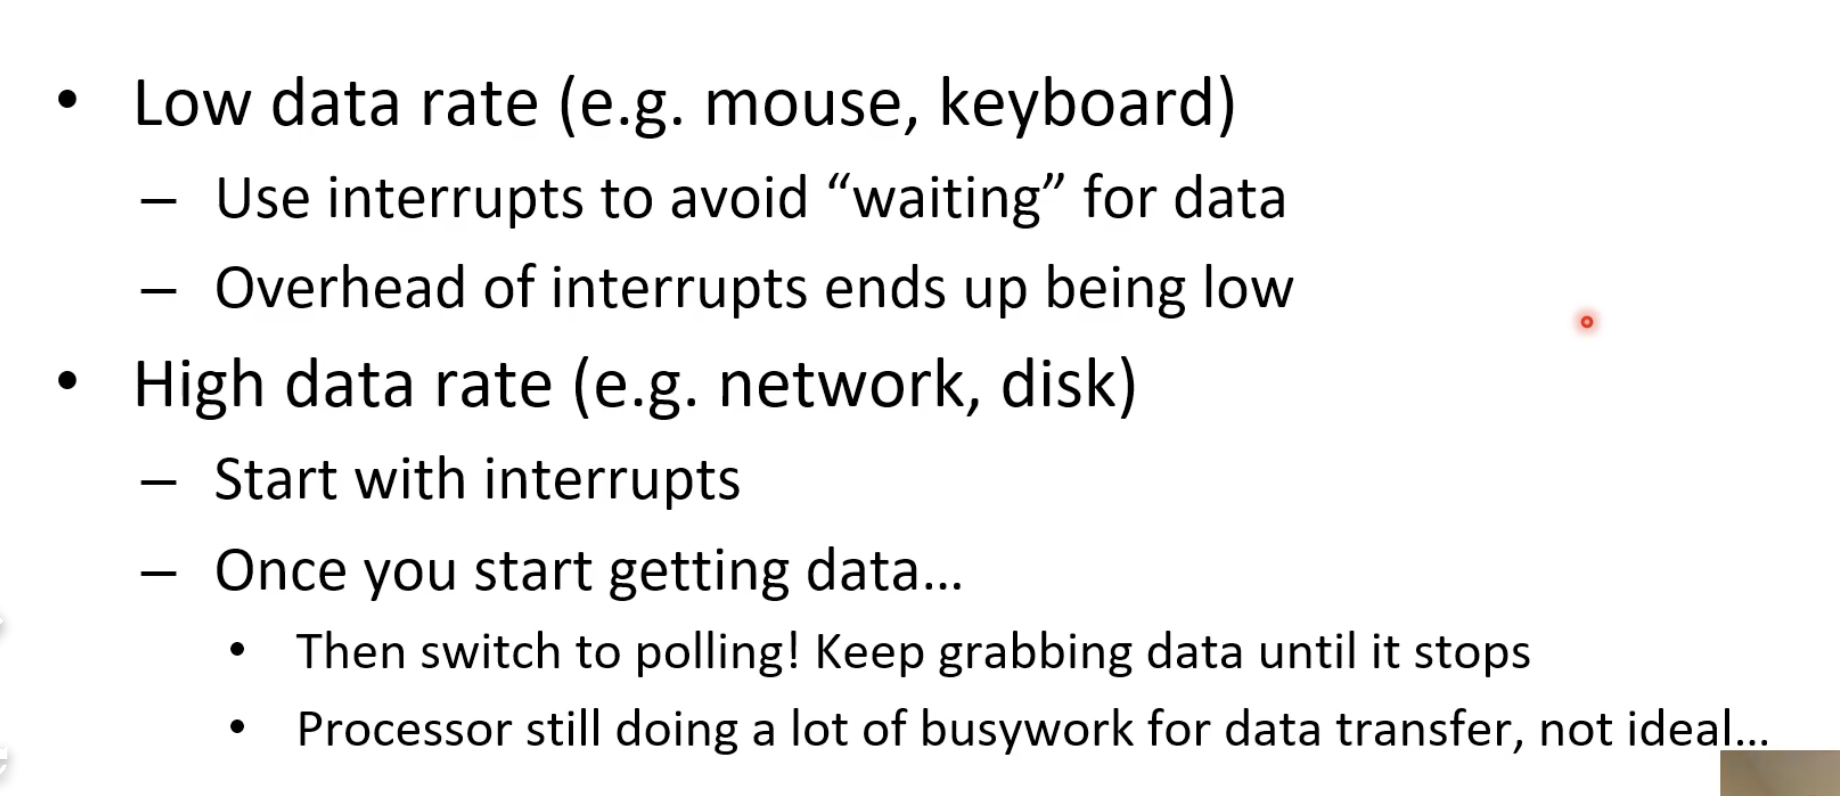 • Low data rate (e.g. mouse, keyboard)
– Use interrupts to avoid “waiting” for data
– Overhead of interrupts ends up being low
• High data rate (e.g. network, disk)
– Start with interrupts
– Once you start getting data…
• Then switch to polling! Keep grabbing data until it stops
• Processor still doing a lot of busywork for data transfer, not ideal…